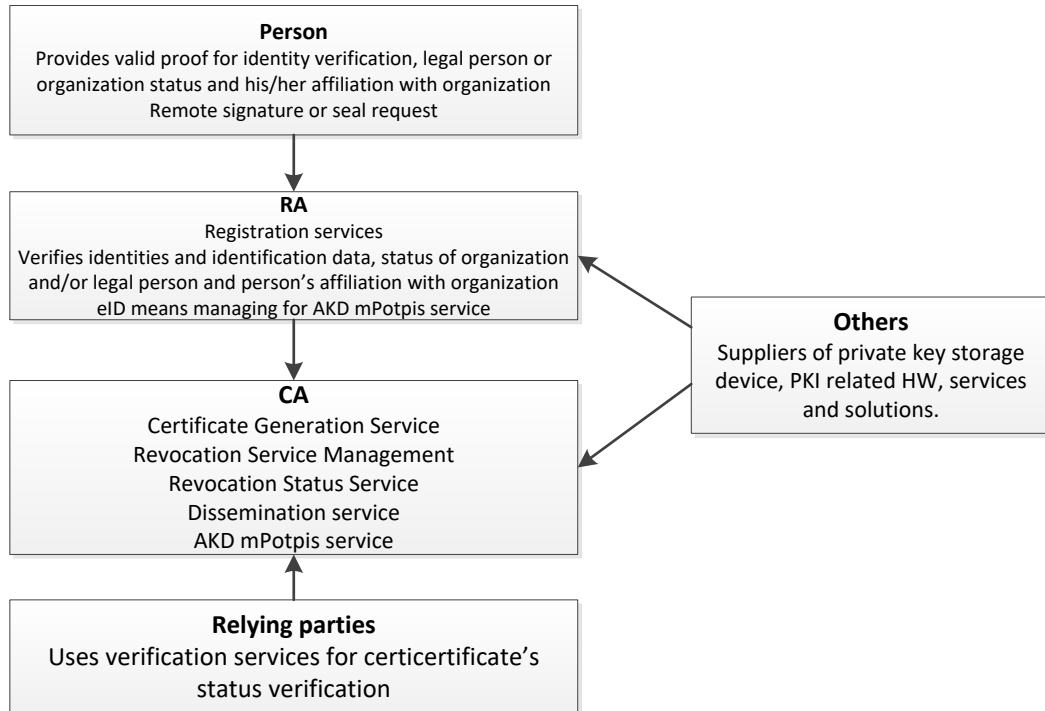 Person
Provides valid proof for identity verification, legal person or
organization status and his/her affiliation with organization
Remote signature or seal request
RA
Registration services
Verifies identities and identification data, status of organization
and/or legal person and person’s affiliation with organization
eID means managing for AKD mPotpis service
Others
Suppliers of private key storage
device, PKI related HW, services
and solutions.
CA
Certificate Generation Service
Revocation Service Management
Revocation Status Service
Dissemination service
AKD mPotpis service
Relying parties
Uses verification services for certicertificate’s
status verification